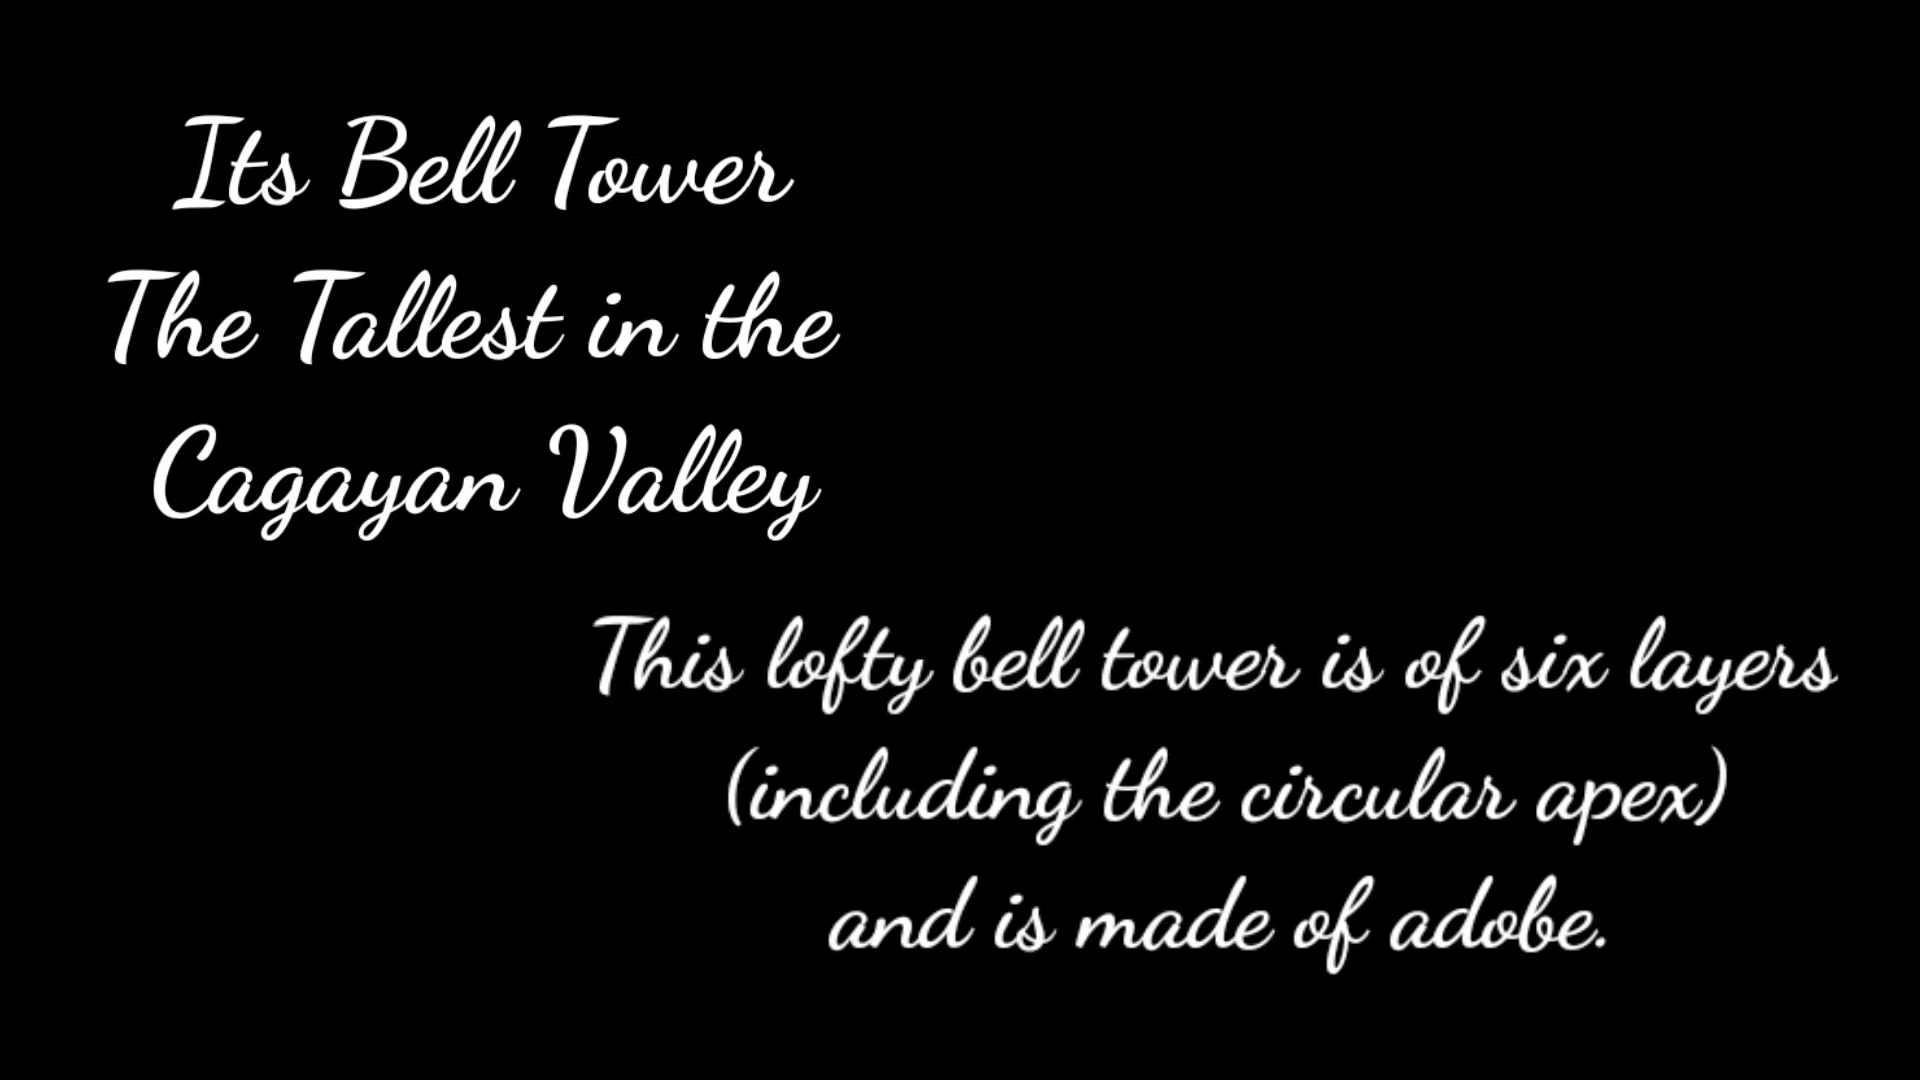 Its Bell Tower
The Tallest in the
Cagayan Valley
This lofty bell tower is of six layers
(including the circular apex)
and is made of adobe.